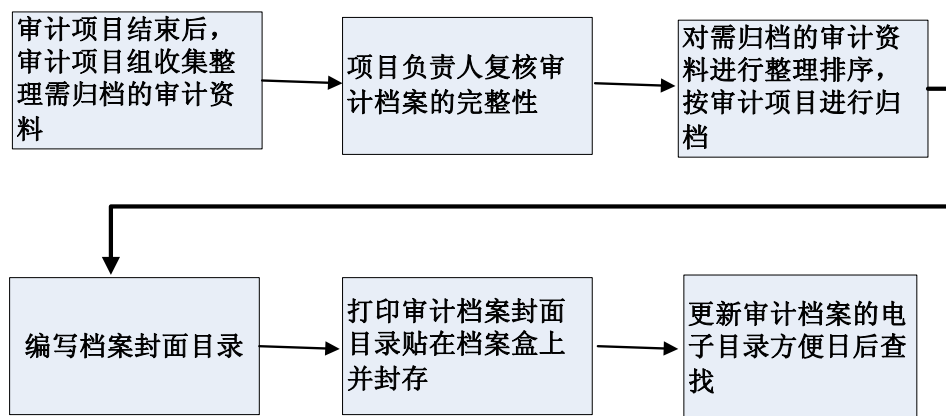 审计项目结束后，
审计项目组收集整
理需归档的审计资
料
项目负责人复核审
计档案的完整性
对需归档的审计资
料进行整理排序，
按审计项目进行归
档
编写档案封面目录
打印审计档案封面
目录贴在档案盒上
并封存
更新审计档案的电
子目录方便日后查
找